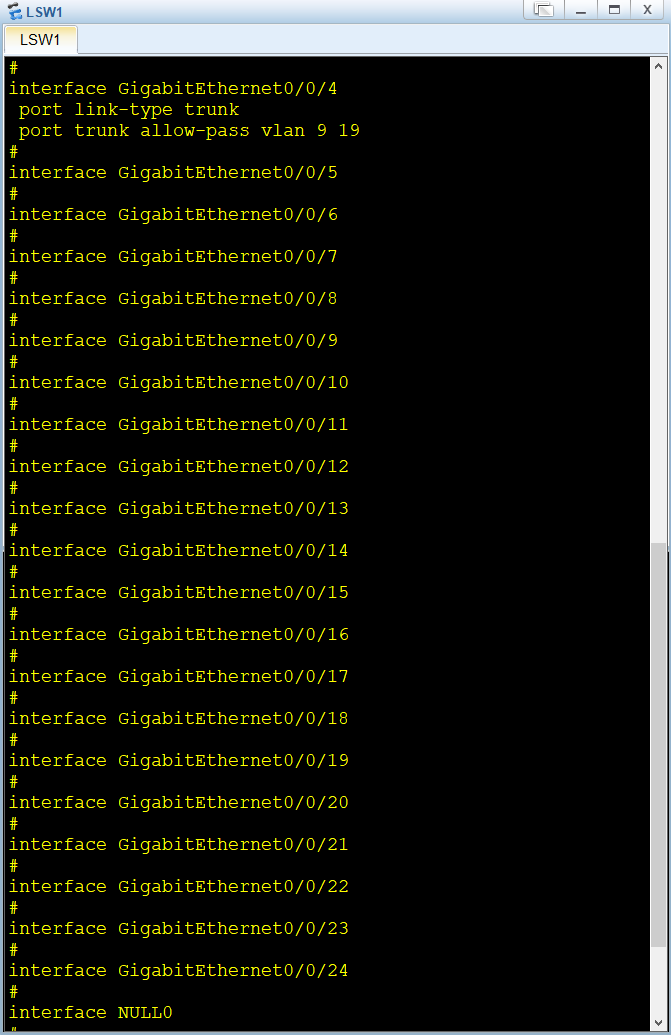 LSW1
X
LSW1
#
interface GigabitEthernet0/0/4
port link-type trunk
port trunk allow-pass vlan 9 19
#
interface GigabitEthernet0/0/5
#
interface GigabitEthernet0/0/6
#
interface GigabitEthernet0/0/7
#
interface GigabitEthernet0/0/8
#
interface GigabitEthernet0/0/9
#
interface GigabitEthernet0/0/10
#
interface GigabitEthernet0/0/11
#
interface GigabitEthernet0/0/12
#
interface GigabitEthernet0/0/13
#
interface GigabitEthernet0/0/14
#
interface GigabitEthernet0/0/15
#
interface GigabitEthernet0/0/16
#
interface GigabitEthernet0/0/17
#
interface GigabitEthernet0/0/18
#
interface GigabitEthernet0/0/19
#
interface GigabitEthernet0/0/20
#
interface GigabitEthernet0/0/21
#
interface GigabitEthernet0/0/22
#
interface GigabitEthernet0/0/23
#
interface GigabitEthernet0/0/24
#
interface NULL0
#